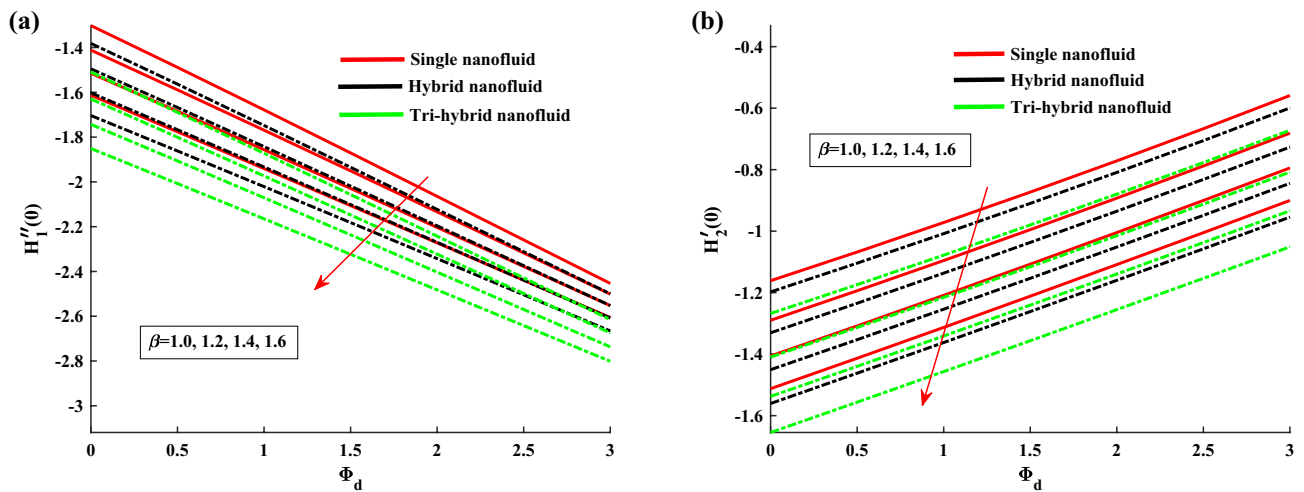 (a)
-1.4
-1.6
-1.8
-2
-2.2
-2.4
-2.6
-2.8
-3
H₁′′(0)
Single nanofluid
Hybrid nanofluid
Tri-hybrid nanofluid
β=1.0, 1.2, 1.4, 1.6
0 0.5 1 1.5 2 2.5 3
Φ_d
(b)
-0.4
-0.6
-0.8
-1
-1.2
-1.4
-1.6
H₂′(0)
Single nanofluid
Hybrid nanofluid
Tri-hybrid nanofluid
β=1.0, 1.2, 1.4, 1.6
0 0.5 1 1.5 2 2.5 3
Φ_d